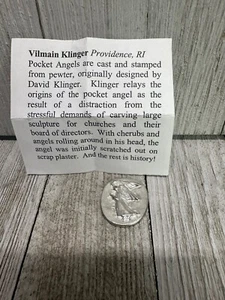 Vilmain Klinger Providence, RI
Pocket Angels are cast and stamped
from pewter, originally designed by
David Klinger. Klinger relays the
origins of the pocket angel as the
result of a distraction from the
stressful demands of carving large
sculpture for churches and their
board of directors. With cherubs and
angels rolling around in his head, the
angel was initially scratched out on
scrap plaster. And the rest is history!